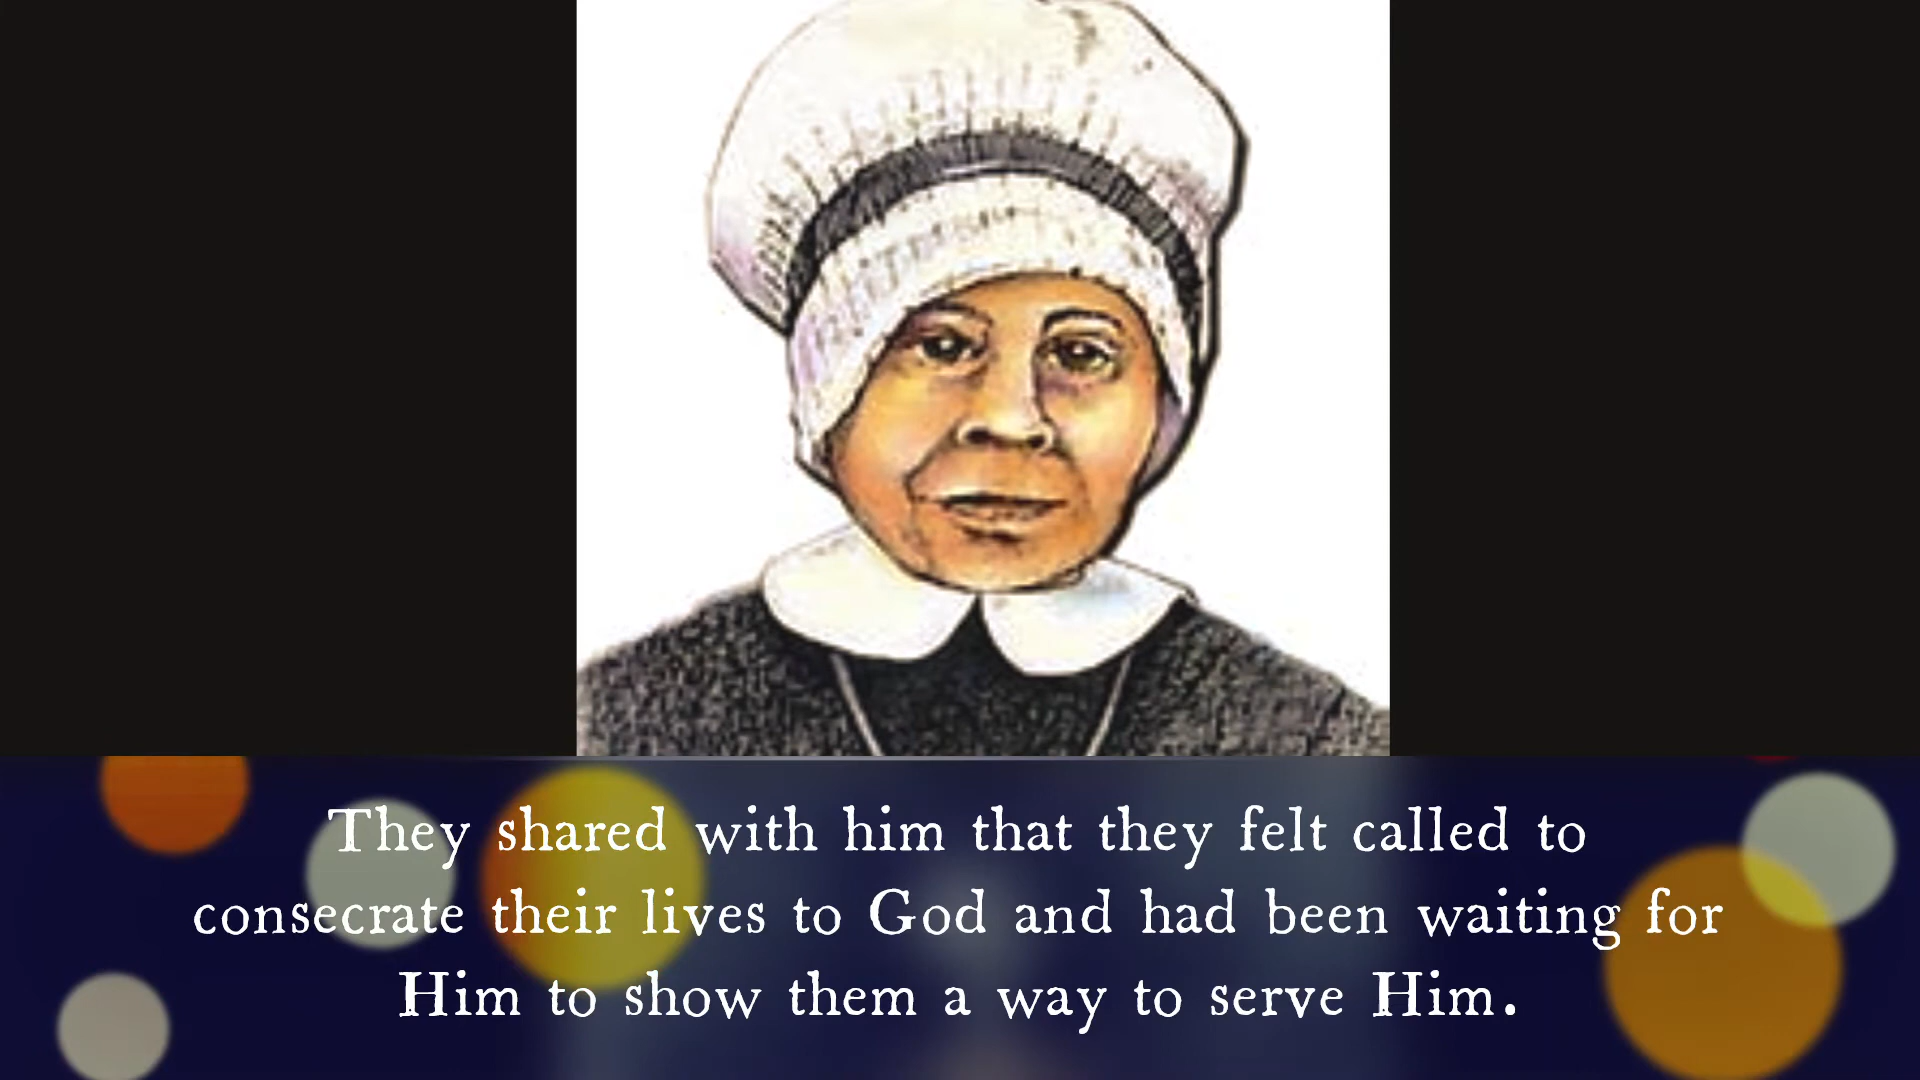 They shared with him that they felt called to
consecrate their lives to God and had been waiting for
Him to show them a way to serve Him.